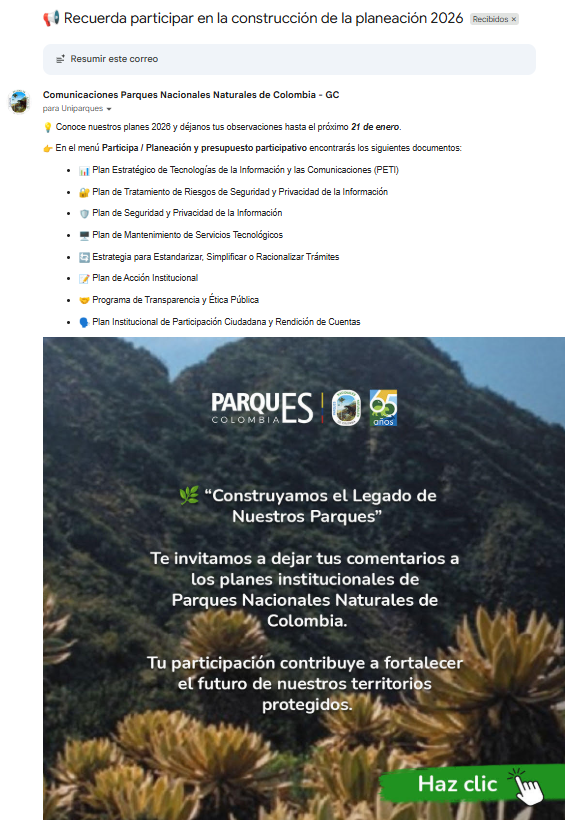 📢 Recuerda participar en la construcción de la planeación 2026 Recibidos ×
Resumir este correo
Comunicaciones Parques Nacionales Naturales de Colombia - GC
para Uniparques
💡 Conoce nuestros planes 2026 y déjanos tus observaciones hasta el próximo 21 de enero.
👉 En el menú Participa / Planeación y presupuesto participativo encontrarás los siguientes documentos:
• 📊 Plan Estratégico de Tecnologías de la Información y las Comunicaciones (PETI)
• 🔐 Plan de Tratamiento de Riesgos de Seguridad y Privacidad de la Información
• 🛡️ Plan de Seguridad y Privacidad de la Información
• 🖥️ Plan de Mantenimiento de Servicios Tecnológicos
• 🔄 Estrategia para Estandarizar, Simplificar o Racionalizar Trámites
• 📝 Plan de Acción Institucional
• 🤝 Programa de Transparencia y Ética Pública
• 🗣️ Plan Institucional de Participación Ciudadana y Rendición de Cuentas
PARQUES
COLOMBIA
65
años
🌿 “Construyamos el Legado de
Nuestros Parques”
Te invitamos a dejar tus comentarios a
los planes institucionales de
Parques Nacionales Naturales de
Colombia.
Tu participación contribuye a fortalecer
el futuro de nuestros territorios
protegidos.
Haz clic